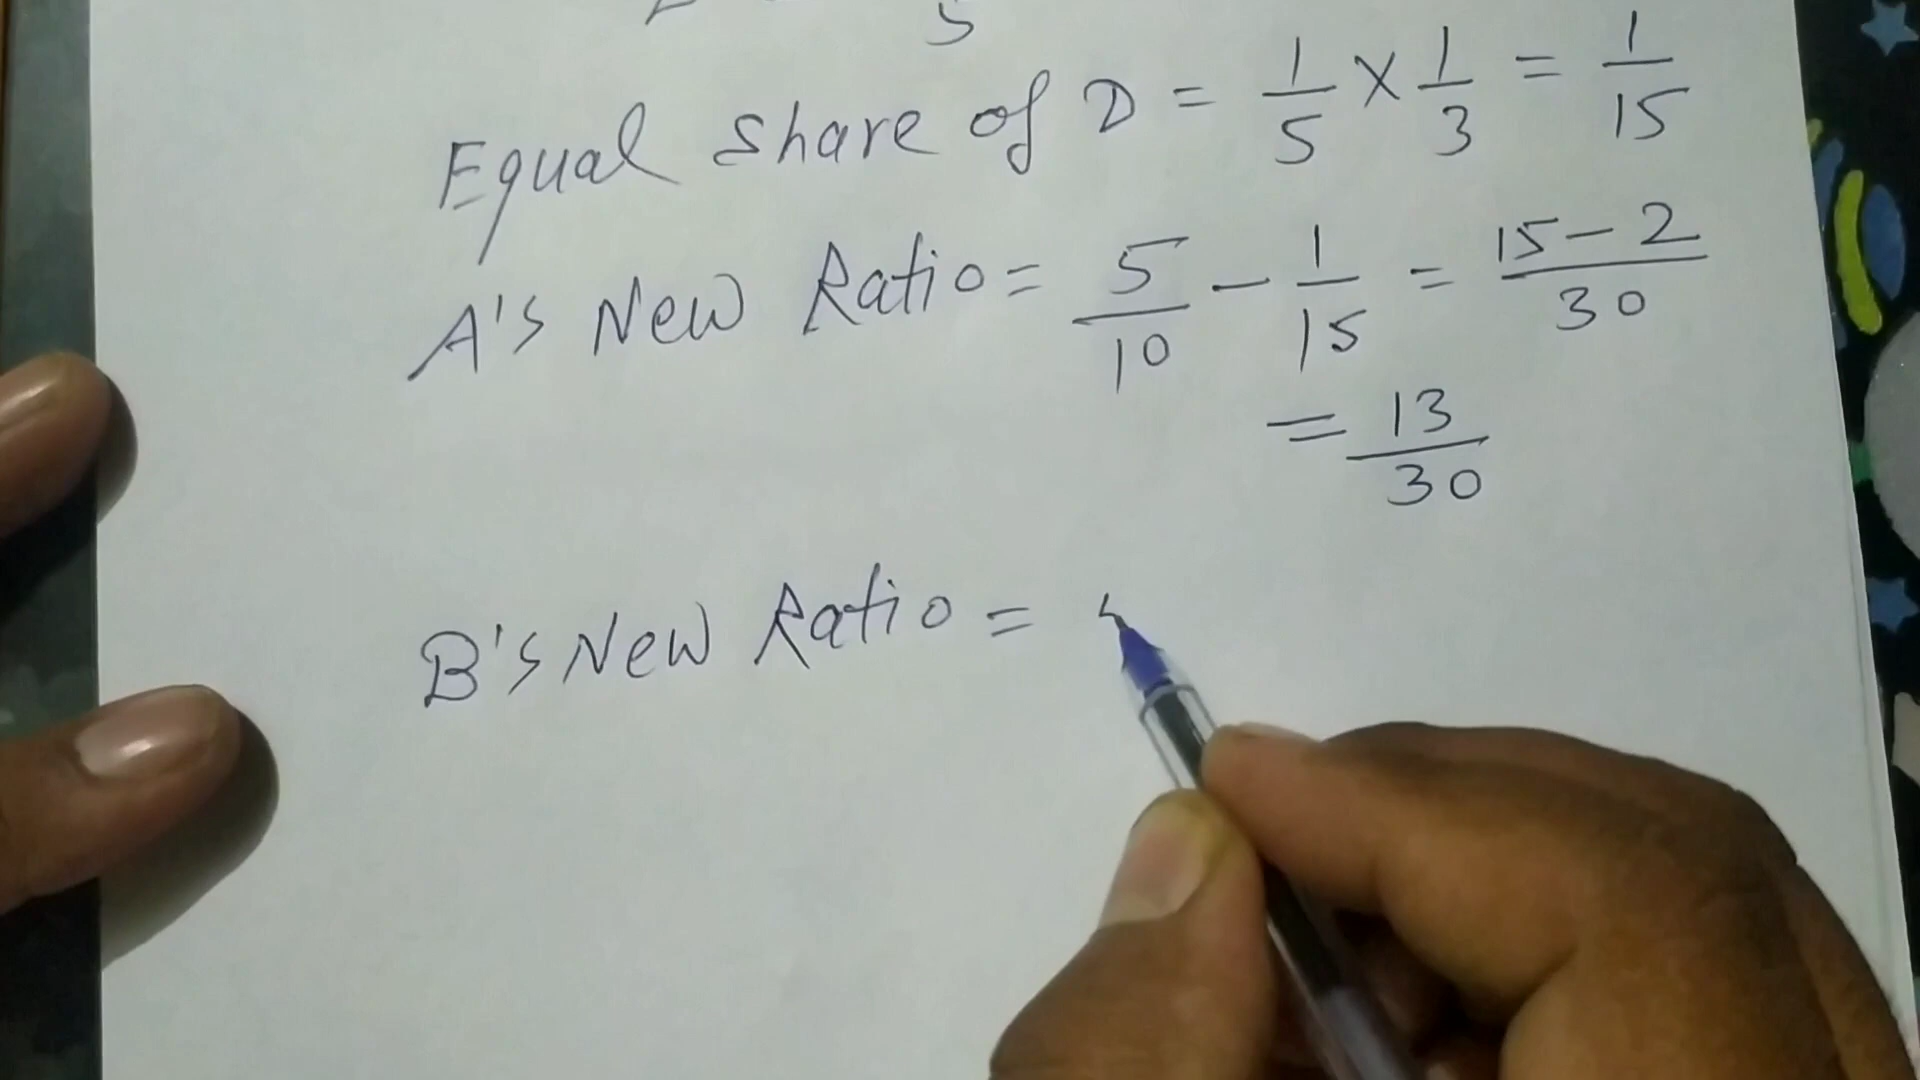 5
Equal Share of D = 1/5 × 1/3 = 1/15
A's New Ratio = 5/10 - 1/15 = 15-2/30
= 13/30
B's New Ratio =